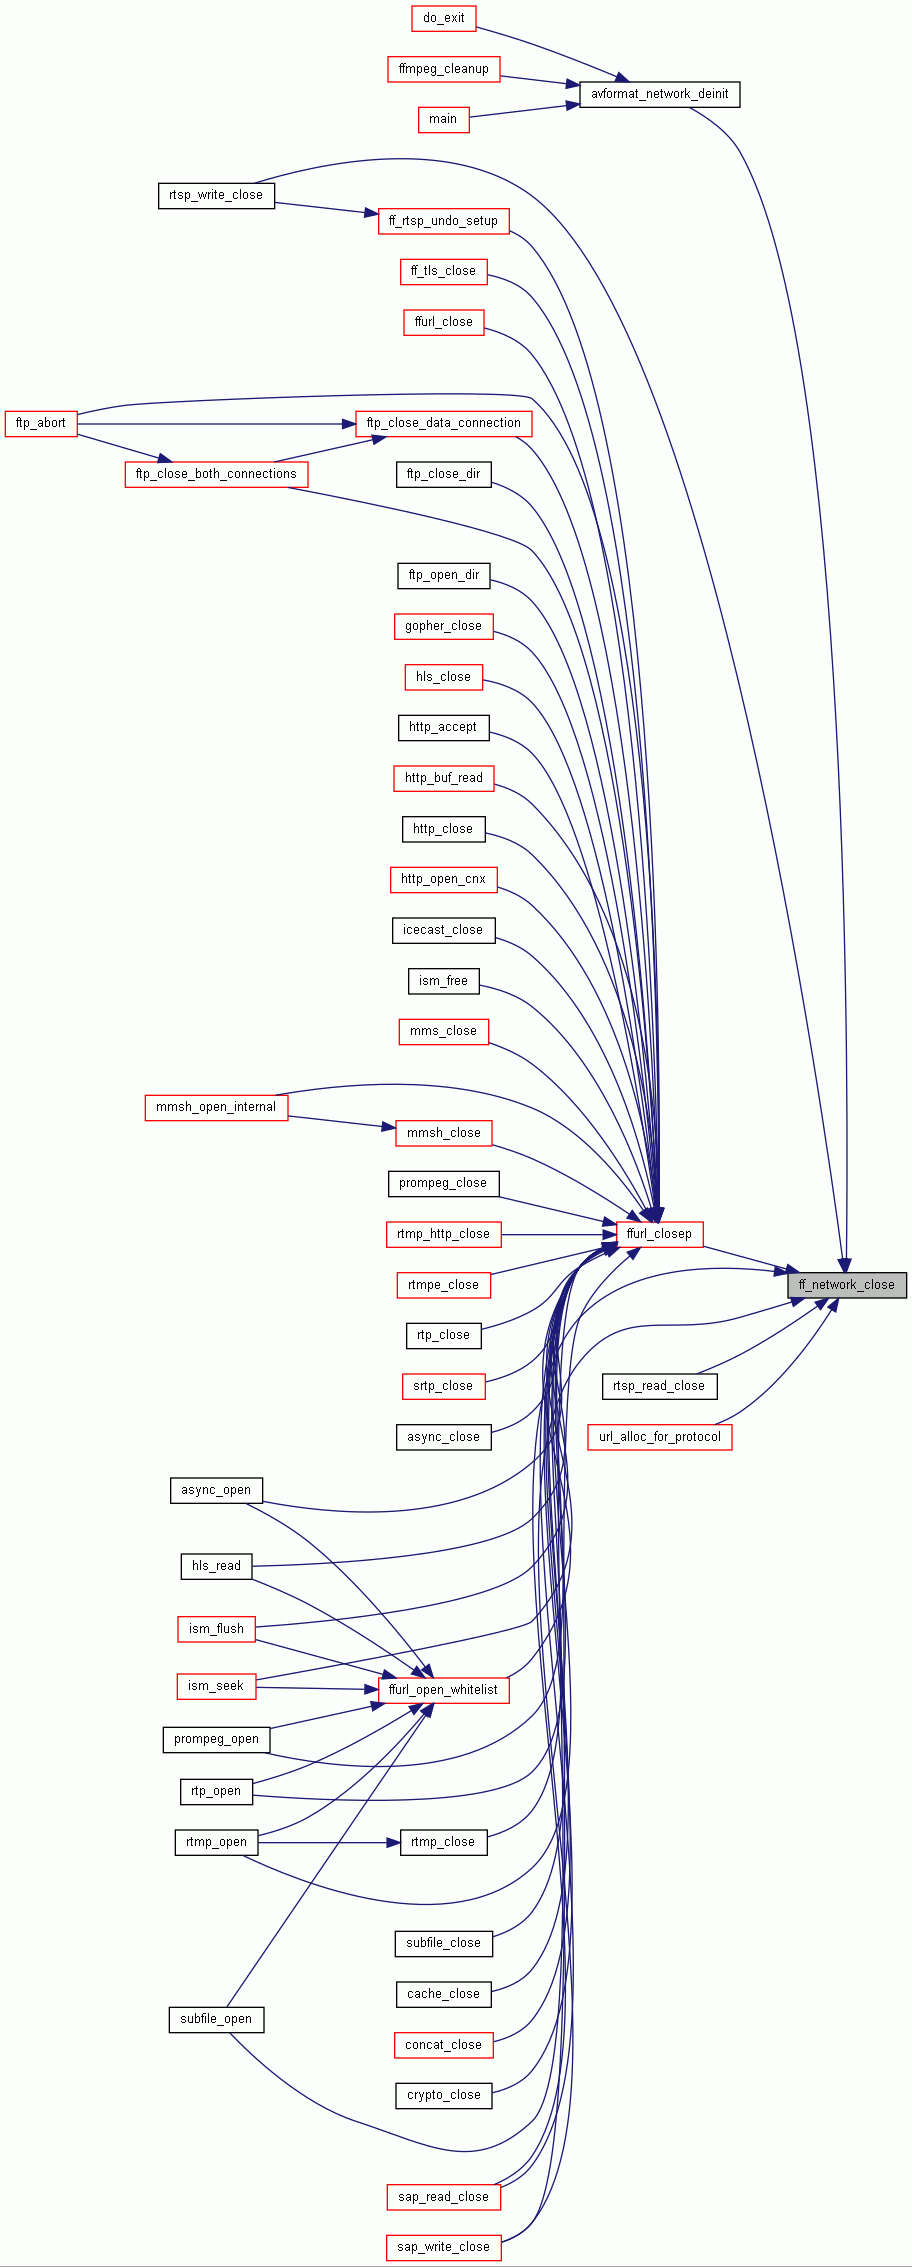 do_exit
ffmpeg_cleanup
avformat_network_deinit
main
rtsp_write_close
ff_rtsp_undo_setup
ff_tls_close
ffurl_close
ftp_abort
ftp_close_data_connection
ftp_close_both_connections
ftp_close_dir
ftp_open_dir
gopher_close
hls_close
http_accept
http_buf_read
http_close
http_open_cnx
icecast_close
ism_free
mms_close
mmsh_open_internal
mmsh_close
prompeg_close
rtmp_http_close
ffurl_closep
rtmpe_close
ff_network_close
rtp_close
srtp_close
rtsp_read_close
async_close
url_alloc_for_protocol
async_open
hls_read
ism_flush
ism_seek
ffurl_open_whitelist
prompeg_open
rtp_open
rtmp_open
rtmp_close
subfile_close
cache_close
subfile_open
concat_close
crypto_close
sap_read_close
sap_write_close